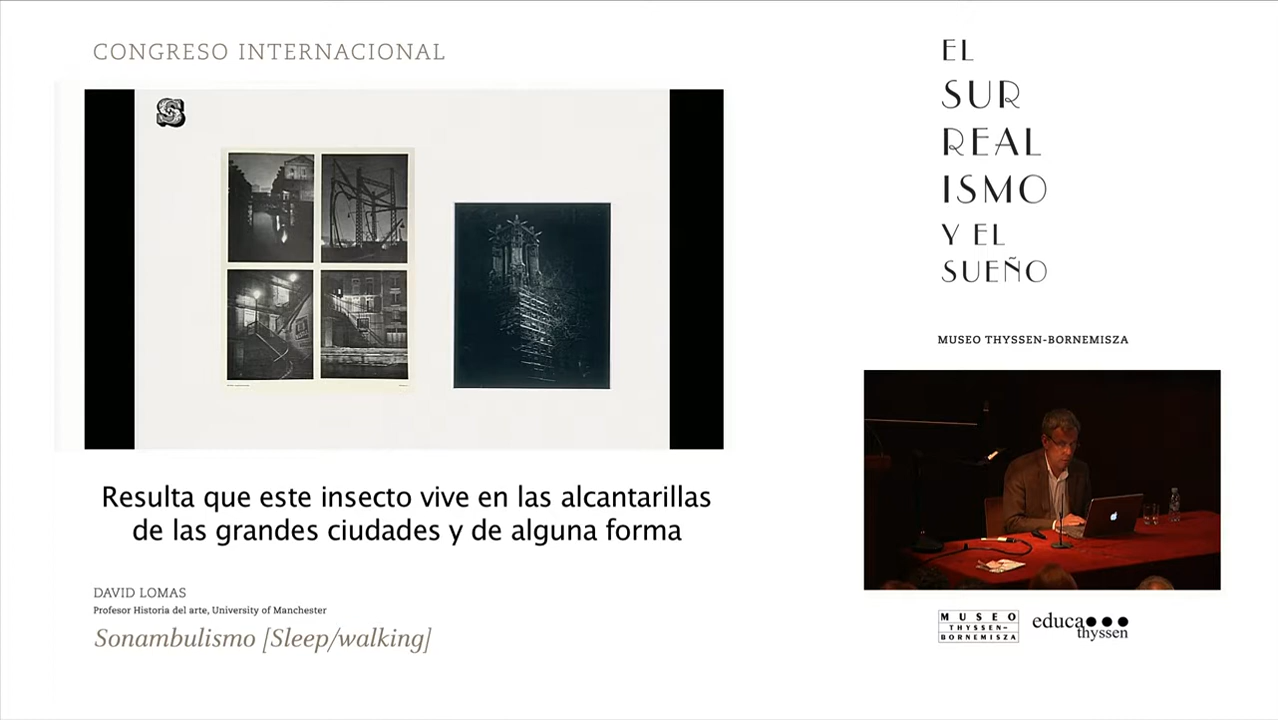 CONGRESO INTERNACIONAL
S
Resulta que este insecto vive en las alcantarillas
de las grandes ciudades y de alguna forma
DAVID LOMAS
Profesor Historia del arte, University of Manchester
Sonambulismo [Sleep/walking]
EL
SUR
REAL
ISMO
Y EL
SUEÑO
MUSEO THYSSEN-BORNEMISZA
MUSEO
THYSSEN-
BORNEMISZA
educa
thyssen